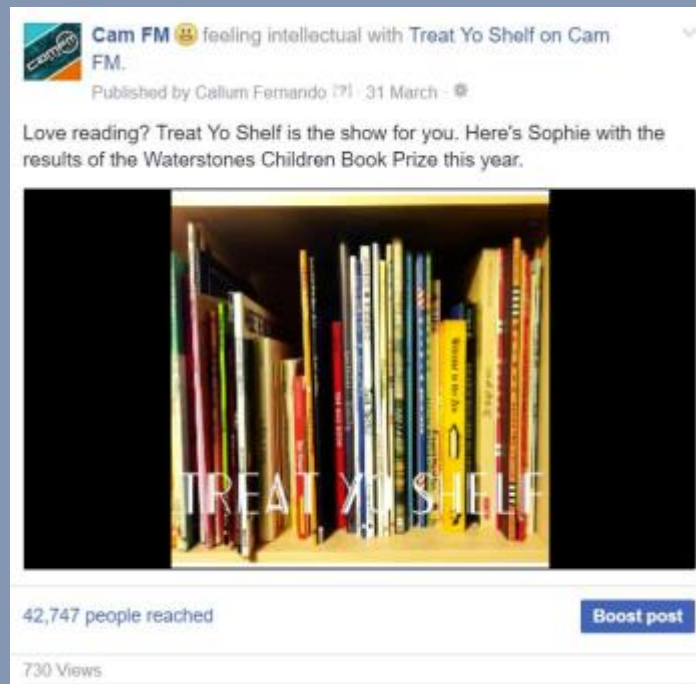 Cam FM feeling intellectual with Treat Yo Shelf on Cam
FM.
Published by Callum Fernando [?] · 31 March ·
Love reading? Treat Yo Shelf is the show for you. Here's Sophie with the
results of the Waterstones Children Book Prize this year.
TREAT YO SHELF
42,747 people reached
Boost post
730 Views